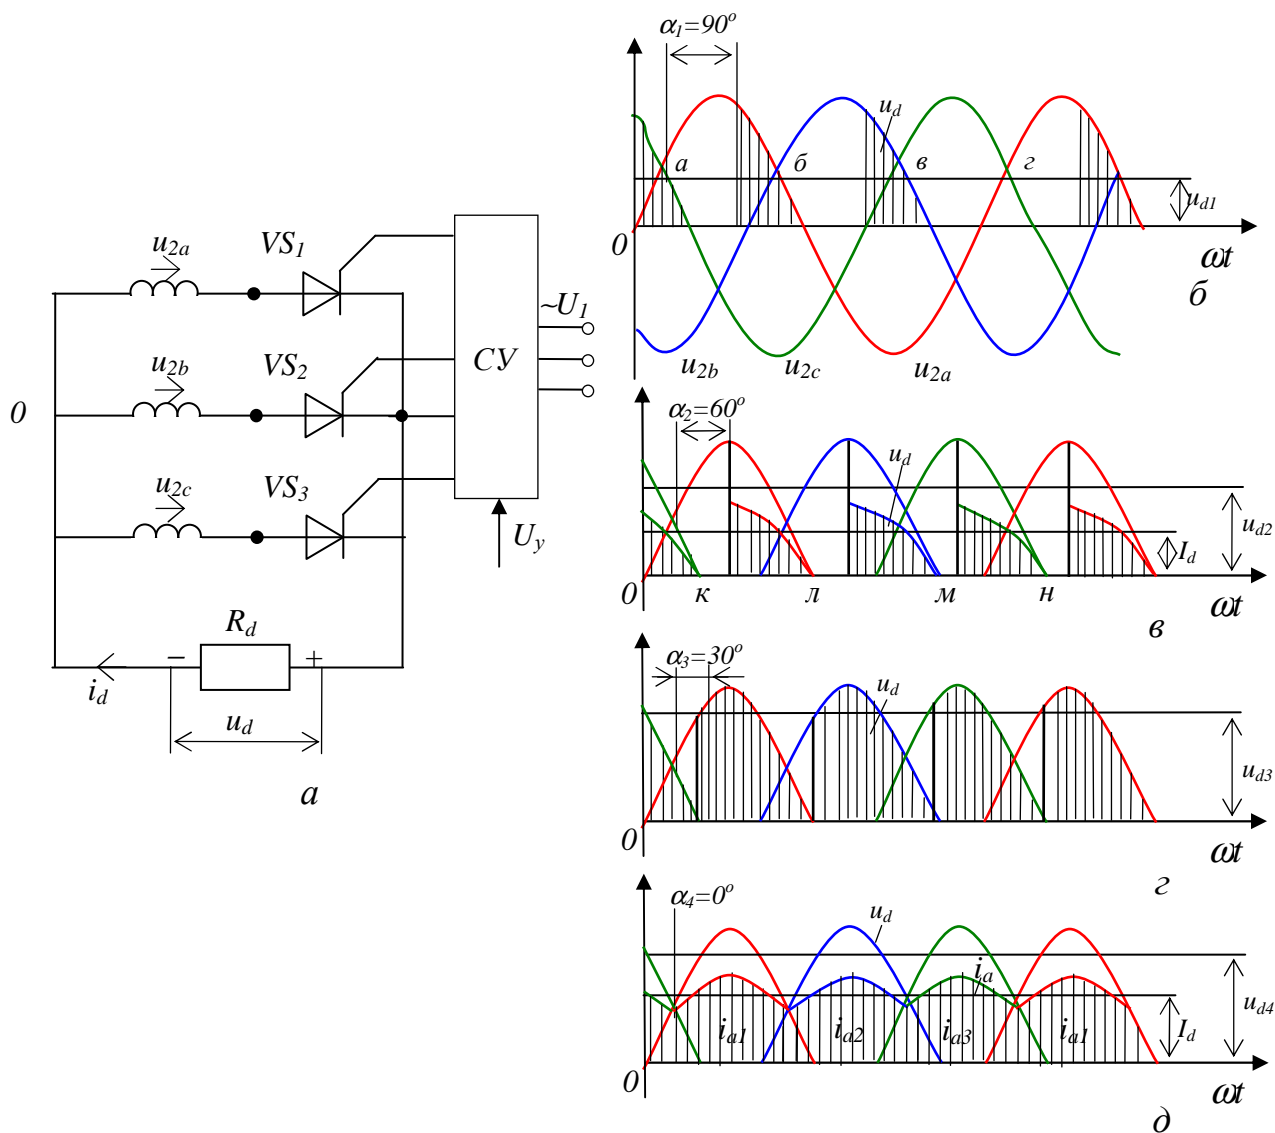 u2a
VS1
u2b
VS2
0
u2c
VS3
СУ
~U1
Uу
Rd
−
+
id
ud
а
α1=90°
ud
а
б
в
г
ud1
0
ωt
б
u2b
u2c
u2a
α2=60°
ud
ud2
Id
0
к
л
м
н
ωt
в
α3=30°
ud
ud3
0
ωt
г
α4=0°
ud
ia
ia1
ia2
ia3
ia1
ud4
Id
0
ωt
д